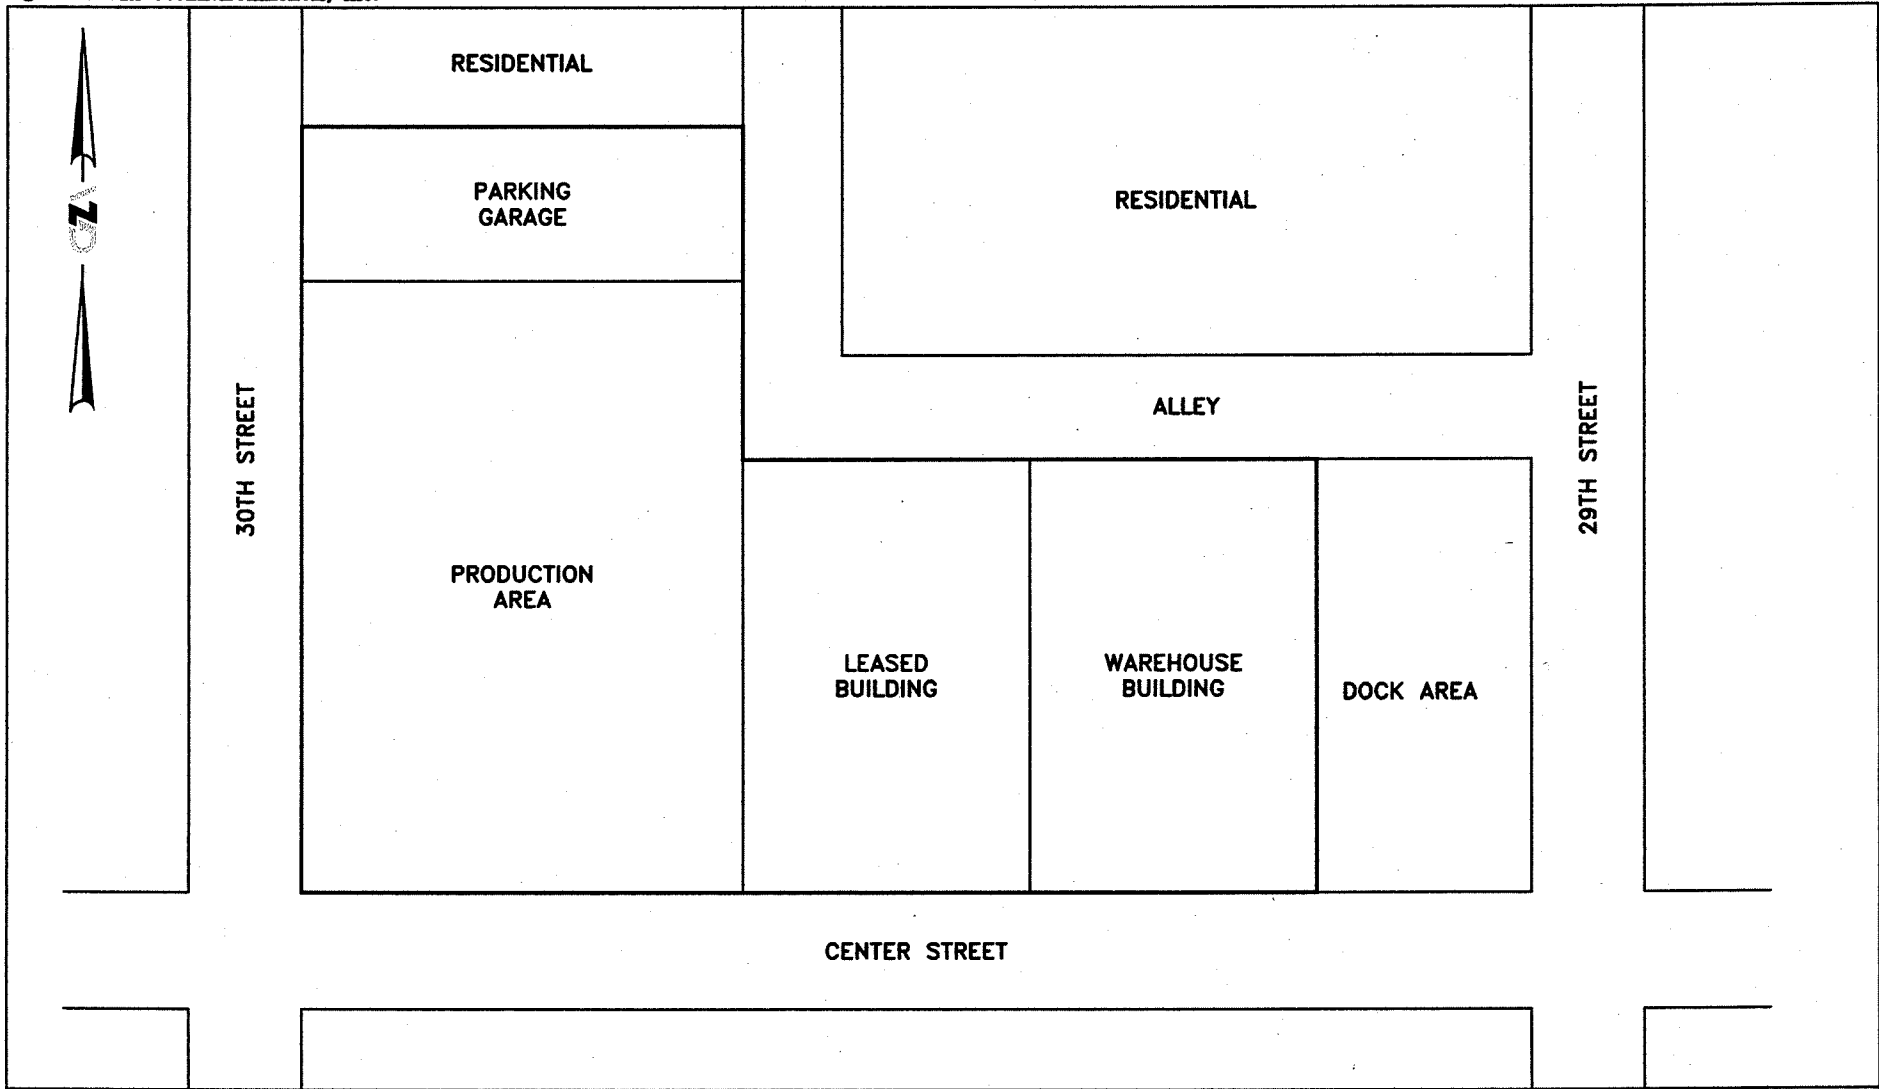 RESIDENTIAL
PARKING
GARAGE
RESIDENTIAL
ALLEY
30TH STREET
29TH STREET
PRODUCTION
AREA
LEASED
BUILDING
WAREHOUSE
BUILDING
DOCK AREA
CENTER STREET